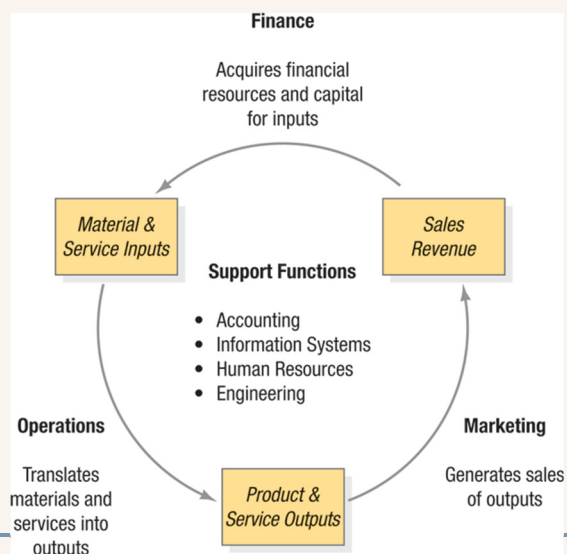 Finance
Acquires financial
resources and capital
for inputs
Material &
Service Inputs
Sales
Revenue
Support Functions
• Accounting
• Information Systems
• Human Resources
• Engineering
Operations
Translates
materials and
services into
outputs
Marketing
Generates sales
of outputs
Product &
Service Outputs